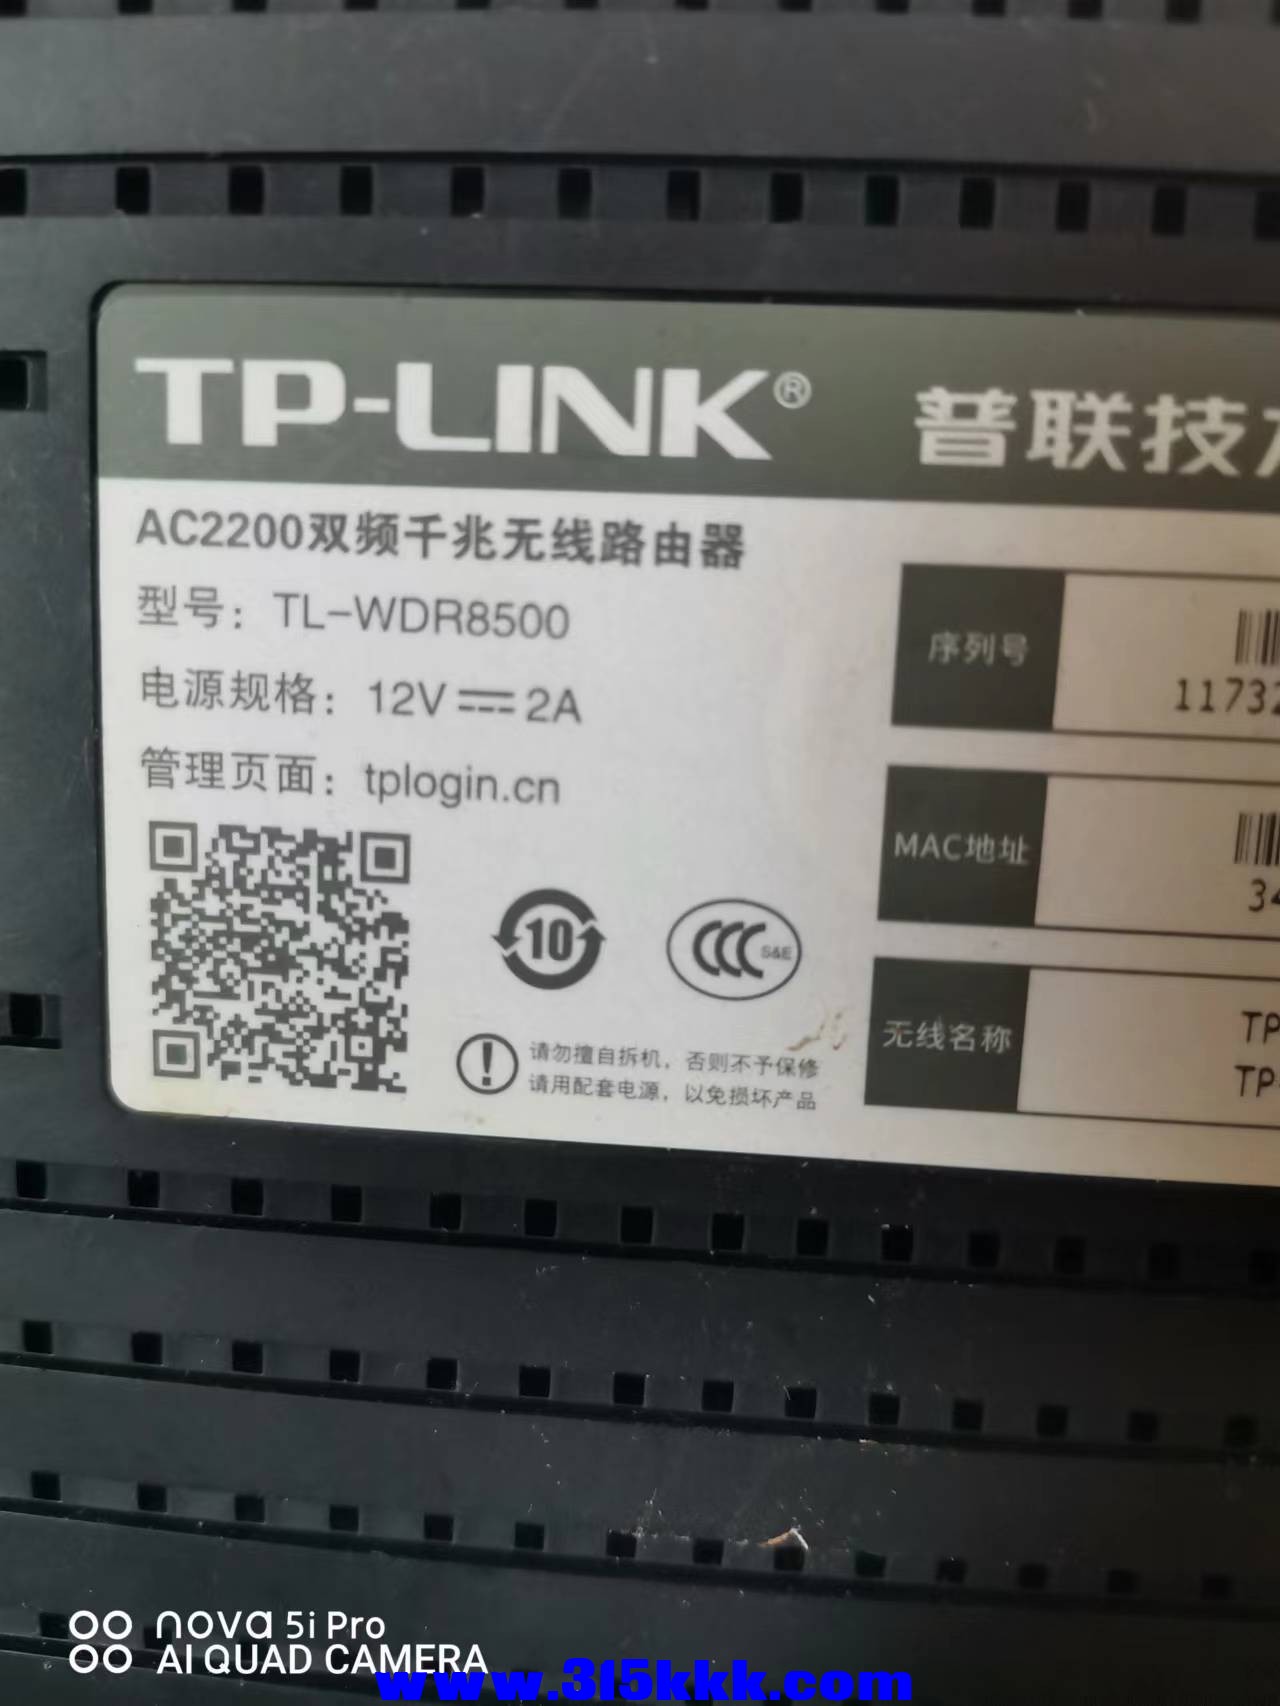 TP-LINK® 普联技
AC2200双频千兆无线路由器
型号：TL-WDR8500
电源规格：12V⎓2A
管理页面：tplogin.cn
序列号
1173
MAC地址
34
无线名称
TP
TP-
10
CCC S&E
请勿擅自拆机，否则不予保修
请用配套电源，以免损坏产品
nova 5i Pro
AI QUAD CAMERA
www.315kkk.com